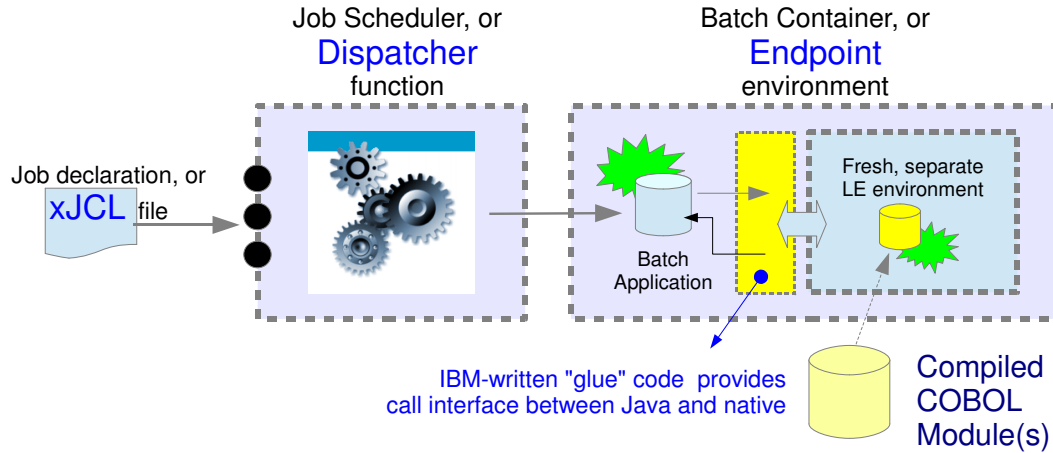 Job Scheduler, or
Dispatcher
function
Batch Container, or
Endpoint
environment
Job declaration, or
xJCL file
Fresh, separate
LE environment
Batch
Application
IBM-written "glue" code provides
call interface between Java and native
Compiled
COBOL
Module(s)